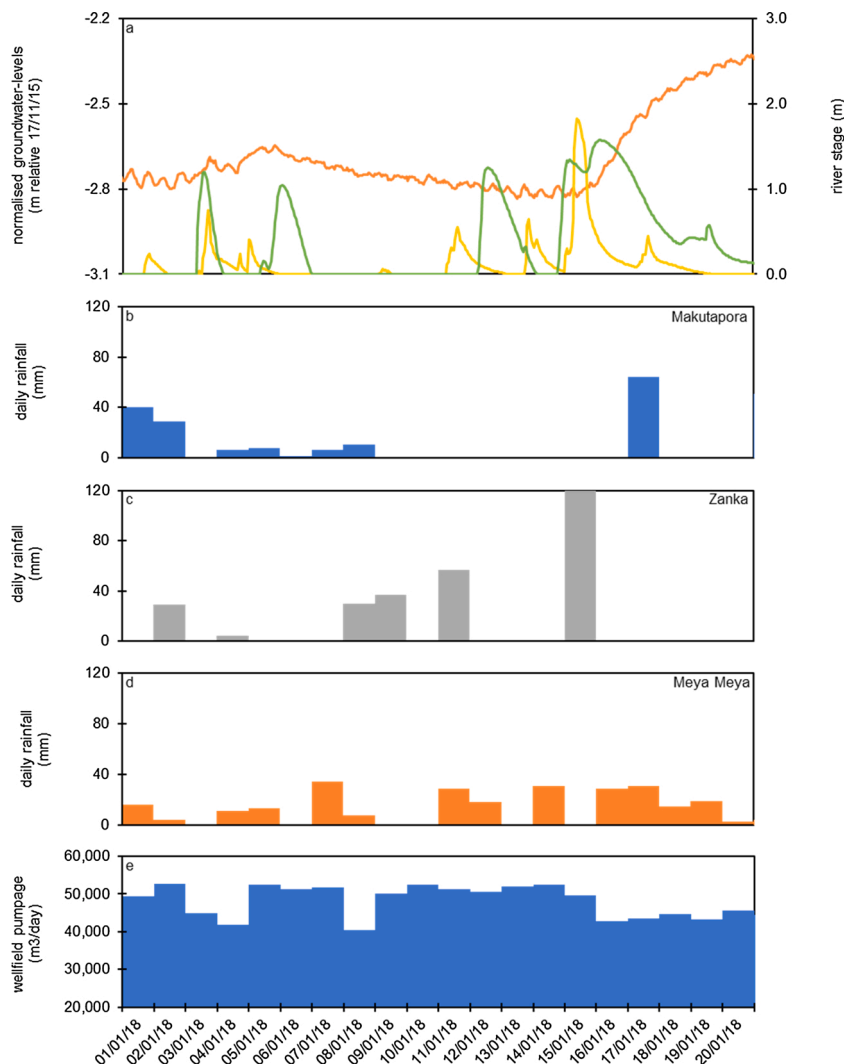 a
-2.2
-2.5
-2.8
-3.1
normalised groundwater-levels
(m relative 17/11/15)
3.0
2.0
1.0
0.0
river stage (m)
b
Makutapora
120
80
40
0
daily rainfall
(mm)
c
Zanka
120
80
40
0
daily rainfall
(mm)
d
Meya Meya
120
80
40
0
daily rainfall
(mm)
e
60,000
50,000
40,000
30,000
20,000
wellfield pumpage
(m3/day)
01/01/18
02/01/18
03/01/18
04/01/18
05/01/18
06/01/18
07/01/18
08/01/18
09/01/18
10/01/18
11/01/18
12/01/18
13/01/18
14/01/18
15/01/18
16/01/18
17/01/18
18/01/18
19/01/18
20/01/18